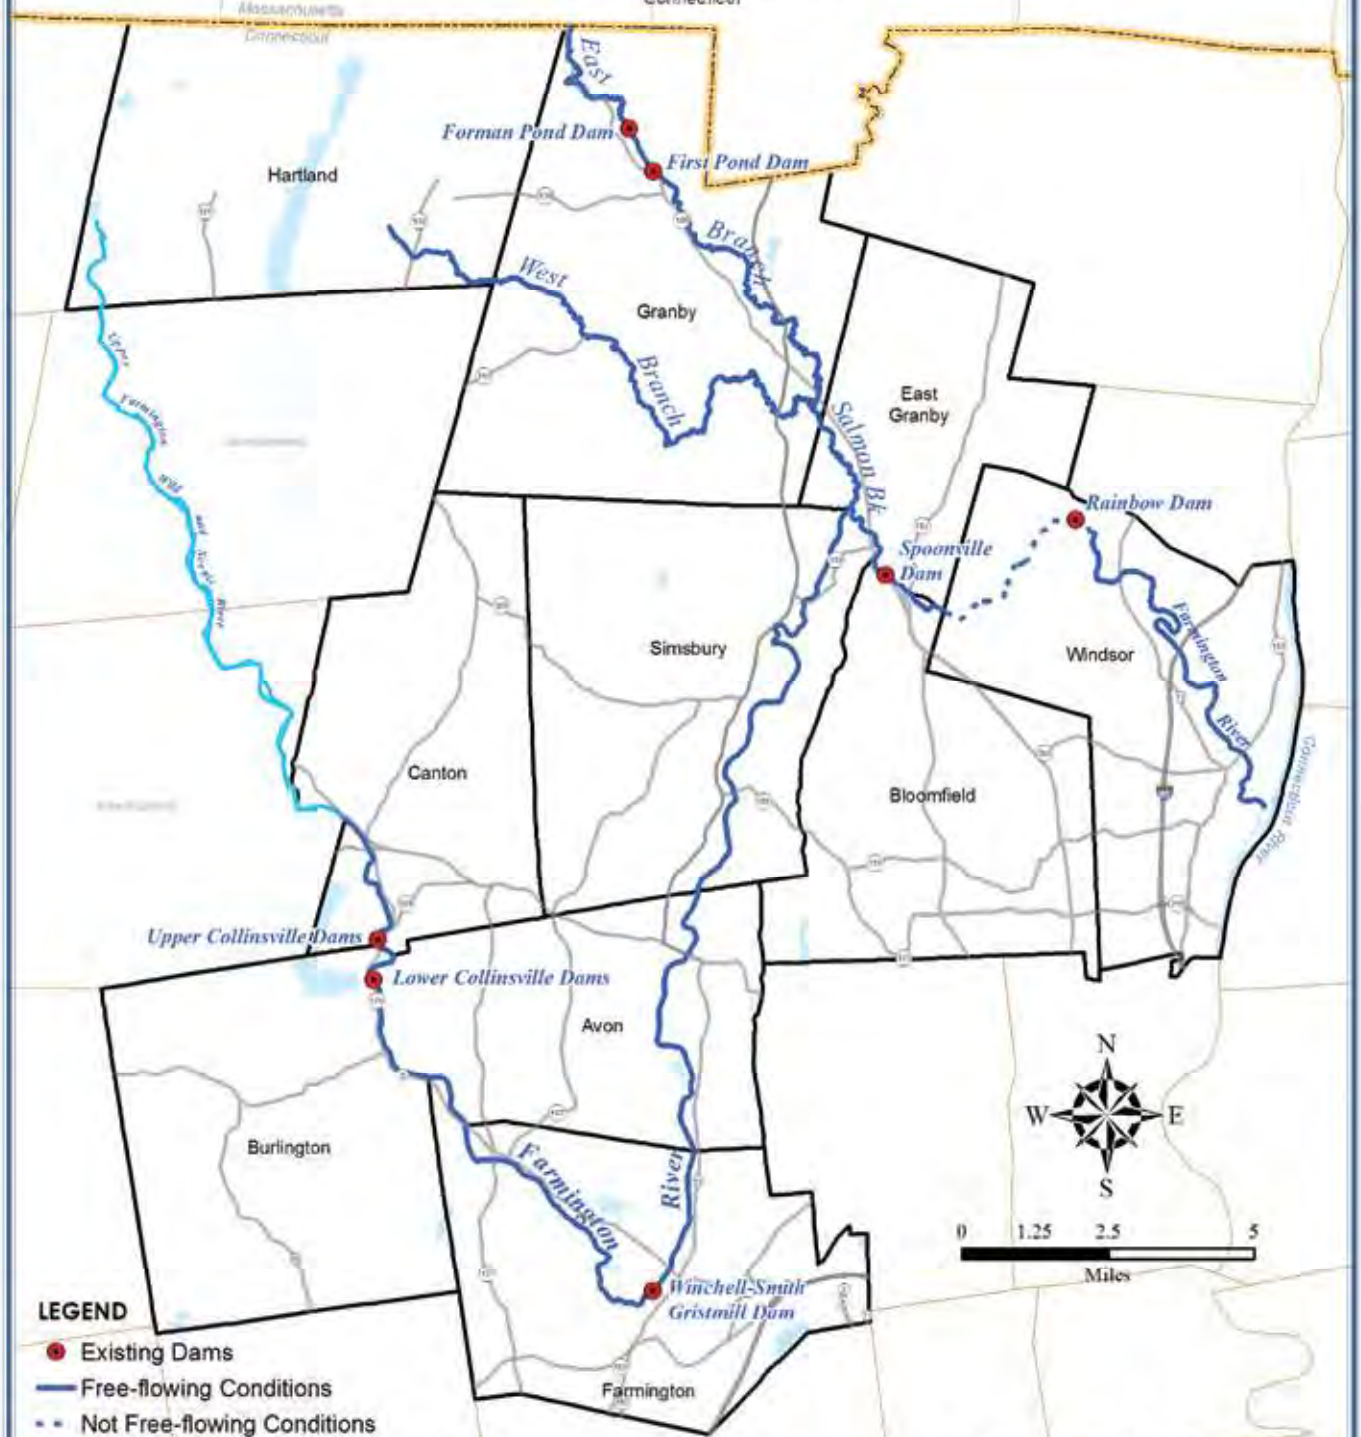 Massachusetts
Connecticut
Connecticut
East
Forman Pond Dam
First Pond Dam
Hartland
Branch
West
Granby
Upper
Branch
East
Granby
Farmington
Salmon Bk
Wild
and
Scenic
River
Rainbow Dam
Spoonville
Dam
Farmington
Simsbury
Windsor
River
Connecticut River
Canton
Bloomfield
Upper Collinsville Dams
Lower Collinsville Dams
Avon
N
W
E
S
Burlington
Farmington
River
0 1.25 2.5 5
Miles
Winchell-Smith
Gristmill Dam
LEGEND
Existing Dams
Free-flowing Conditions
Not Free-flowing Conditions
Farmington